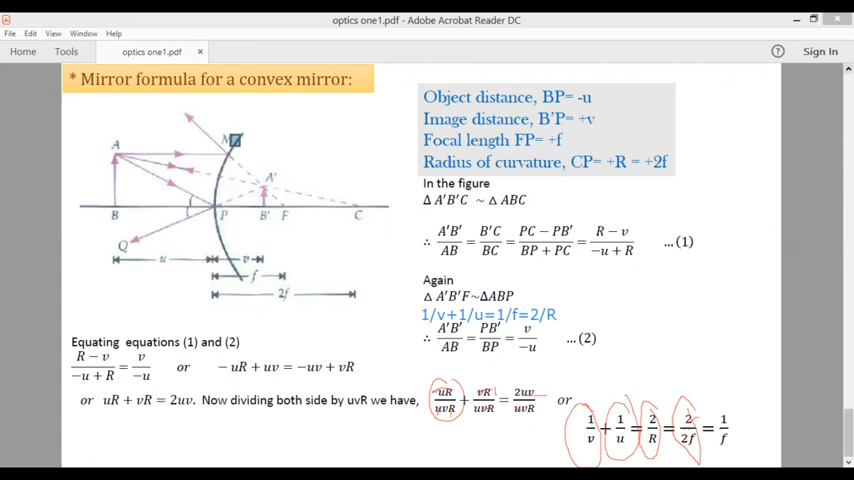 optics one1.pdf - Adobe Acrobat Reader DC
File Edit View Window Help
Home Tools optics one1.pdf × ? Sign In
* Mirror formula for a convex mirror:
Object distance, BP= -u
Image distance, B'P= +v
Focal length FP= +f
Radius of curvature, CP= +R = +2f
A M A'
B P B' F C
Q u v
f
2f
In the figure
Δ A'B'C ~ Δ ABC
∴ A'B'/AB = B'C/BC = PC − PB'/BP + PC = R − v/−u + R ...(1)
Again
Δ A'B'F~ΔABP
1/v+1/u=1/f=2/R
∴ A'B'/AB = PB'/BP = v/−u ...(2)
Equating equations (1) and (2)
R − v/−u + R = v/−u or − uR + uv = −uv + vR
or uR + vR = 2uv. Now dividing both side by uvR we have, uR/uvR + vR/uvR = 2uv/uvR or
1/v + 1/u = 2/R = 2/2f = 1/f